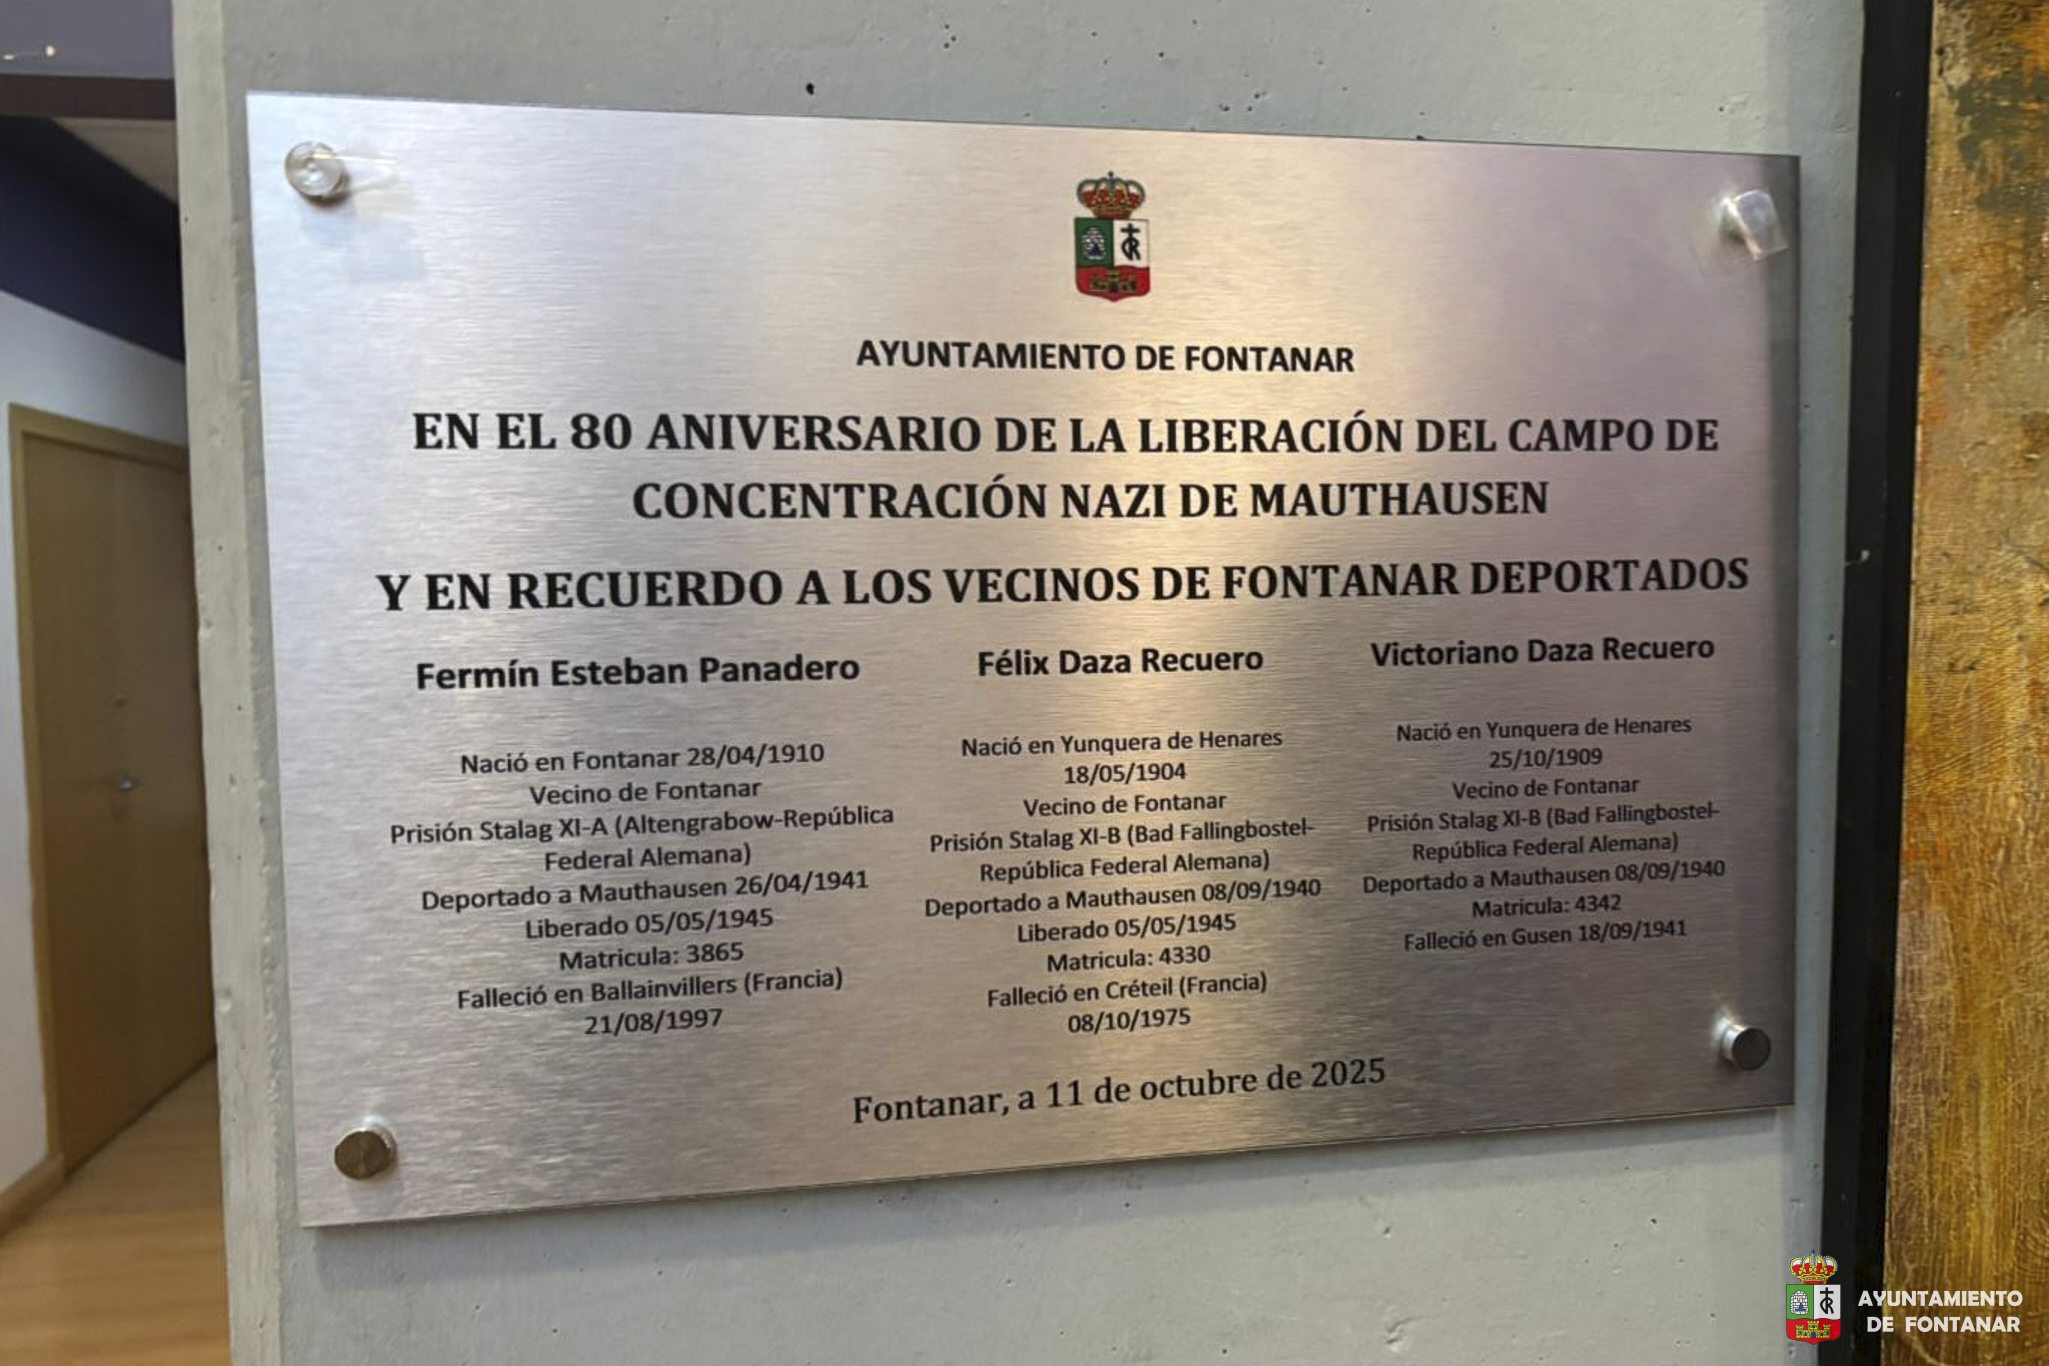 AYUNTAMIENTO DE FONTANAR
EN EL 80 ANIVERSARIO DE LA LIBERACIÓN DEL CAMPO DE
CONCENTRACIÓN NAZI DE MAUTHAUSEN
Y EN RECUERDO A LOS VECINOS DE FONTANAR DEPORTADOS
Fermín Esteban Panadero
Nació en Fontanar 28/04/1910
Vecino de Fontanar
Prisión Stalag XI-A (Altengrabow-República
Federal Alemana)
Deportado a Mauthausen 26/04/1941
Liberado 05/05/1945
Matricula: 3865
Falleció en Ballainvillers (Francia)
21/08/1997
Félix Daza Recuero
Nació en Yunquera de Henares
18/05/1904
Vecino de Fontanar
Prisión Stalag XI-B (Bad Fallingbostel-
República Federal Alemana)
Deportado a Mauthausen 08/09/1940
Liberado 05/05/1945
Matricula: 4330
Falleció en Créteil (Francia)
08/10/1975
Victoriano Daza Recuero
Nació en Yunquera de Henares
25/10/1909
Vecino de Fontanar
Prisión Stalag XI-B (Bad Fallingbostel-
República Federal Alemana)
Deportado a Mauthausen 08/09/1940
Matricula: 4342
Falleció en Gusen 18/09/1941
Fontanar, a 11 de octubre de 2025
AYUNTAMIENTO
DE FONTANAR